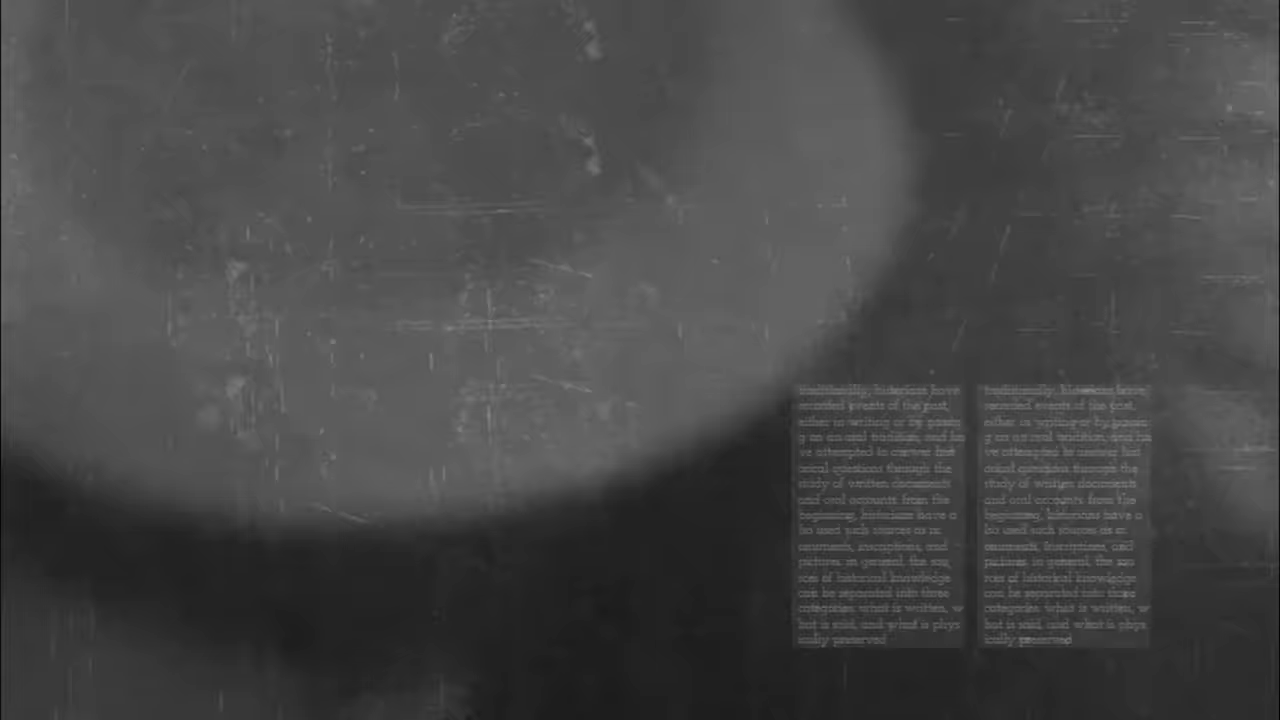 traditionally, historians have
recorded events of the past,
either in writing or by passin
g on an oral tradition, and ha
ve attempted to answer hist
orical questions through the
study of written documents
and oral accounts from the
beginning, historians have a
lso used such sources as m
onuments, inscriptions, and
pictures. in general, the sou
rces of historical knowledge
can be separated into three
categories: what is written, w
hat is said, and what is phys
ically preserved
traditionally, historians have
recorded events of the past,
either in writing or by passin
g on an oral tradition, and ha
ve attempted to answer hist
orical questions through the
study of written documents
and oral accounts from the
beginning, historians have a
lso used such sources as m
onuments, inscriptions, and
pictures. in general, the sou
rces of historical knowledge
can be separated into three
categories: what is written, w
hat is said, and what is phys
ically preserved